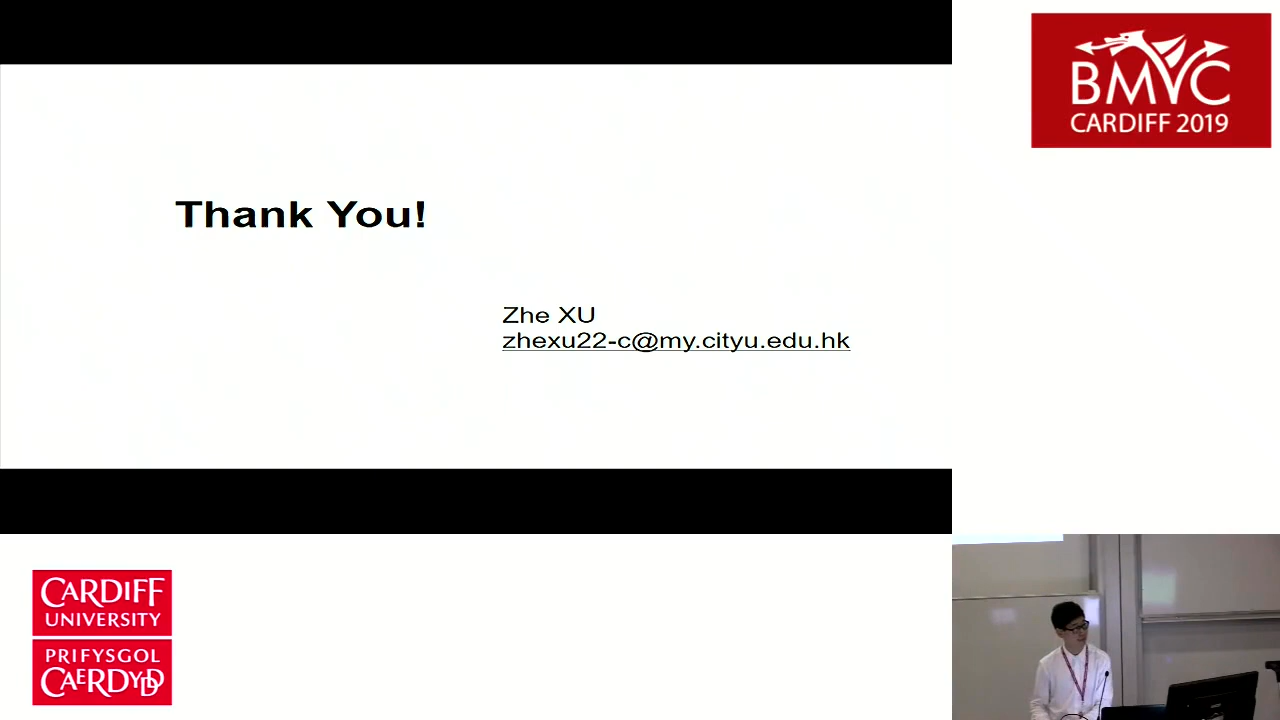 BMVC
CARDIFF 2019
Thank You!
Zhe XU
zhexu22-c@my.cityu.edu.hk
CARDIFF
UNIVERSITY
PRIFYSGOL
CAERDYDD